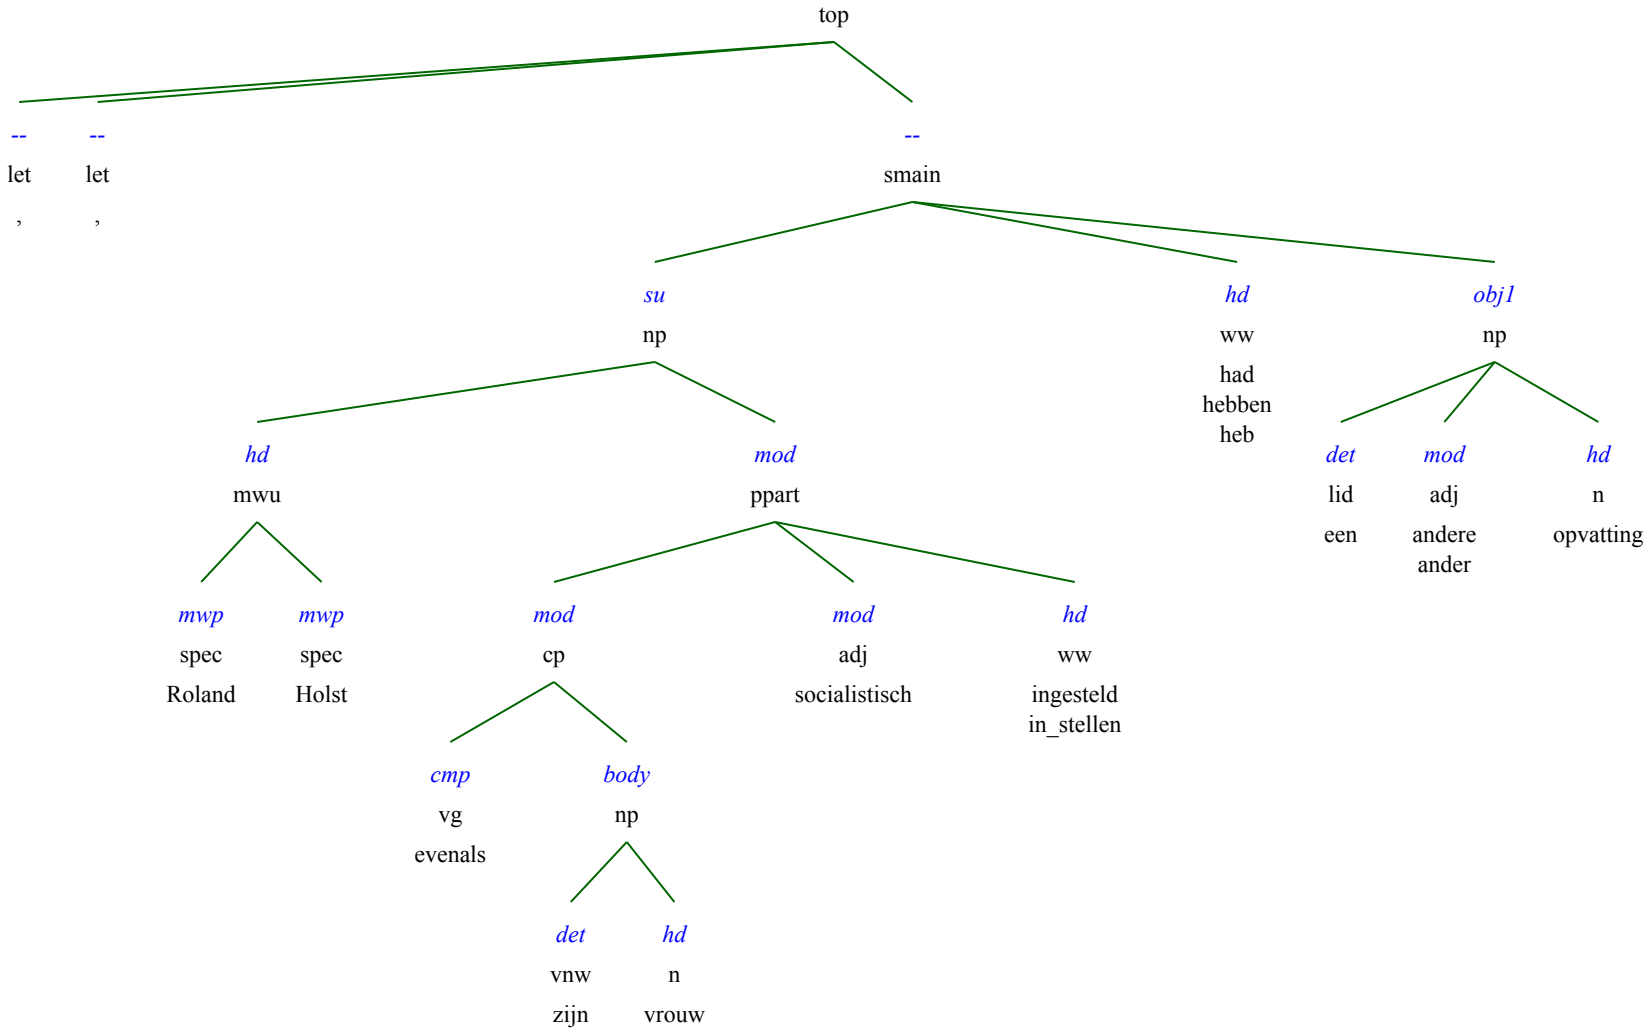 top
-- -- --
let let smain
, ,
su hd obj1
np ww np
had
hebben
heb
hd mod det mod hd
mwu ppart lid adj n
een andere opvatting
ander
mwp mwp mod mod hd
spec spec cp adj ww
Roland Holst socialistisch ingesteld
in_stellen
cmp body
vg np
evenals
det hd
vnw n
zijn vrouw